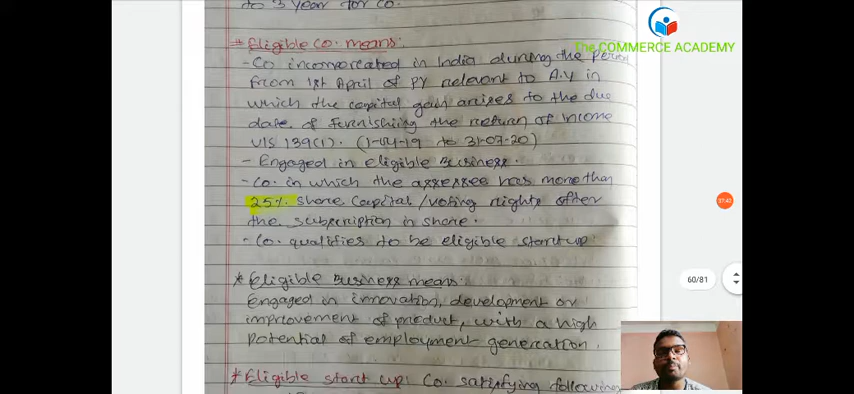 to 3 year for co.
* Eligible Co. means:
- Co incorporated in India during the period
from 1st April of PY relevant to A.Y in
which the capital gain arises to the due
date of furnishing the return of income
U/S 139(1). (1-04-19 to 31-07-20)
- Engaged in eligible Business.
- Co. in which the assessee has more than
25% share capital/voting rights after
the subscription in share.
- Co. qualifies to be eligible startup.
* Eligible Business means:
Engaged in innovation, development or
improvement of product, with a high
potential of employment generation.
* Eligible start up: Co. satisfying following
The COMMERCE ACADEMY
60/81